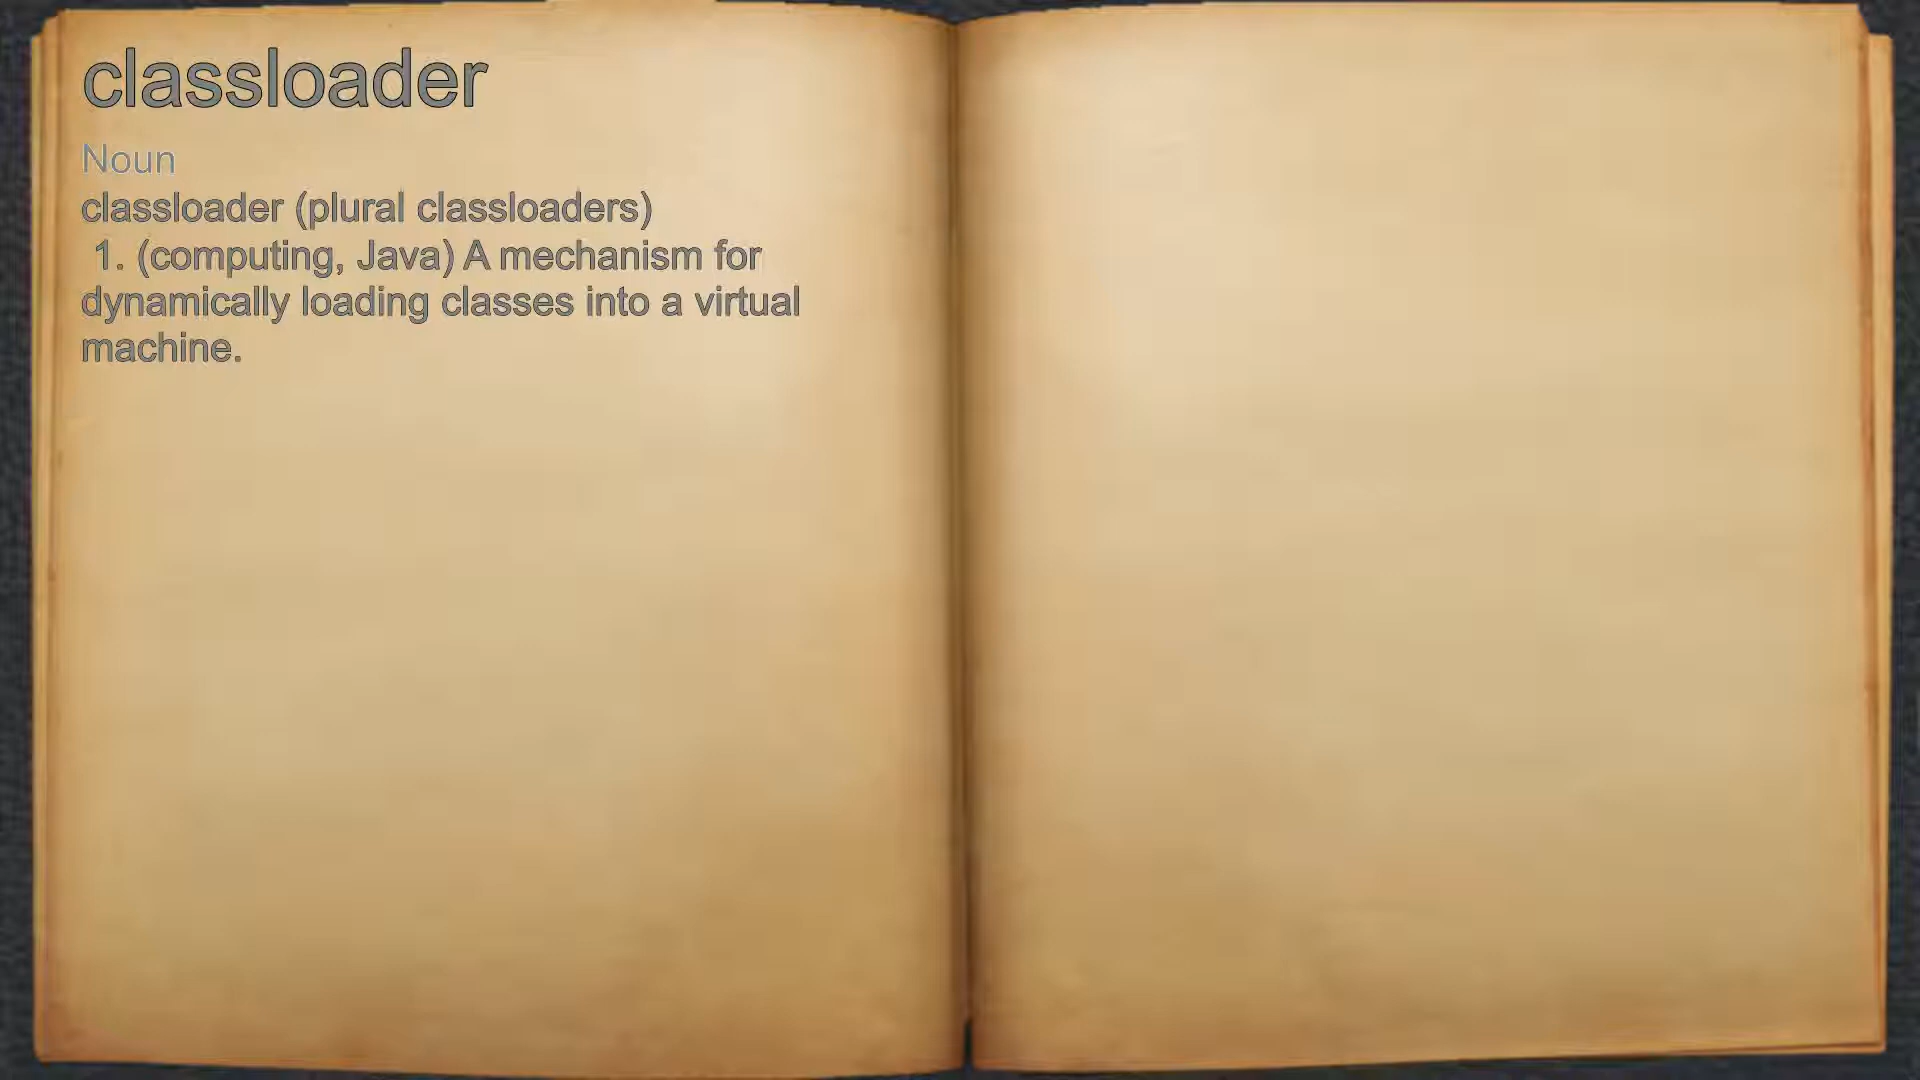 classloader
Noun
classloader (plural classloaders)
1. (computing, Java) A mechanism for
dynamically loading classes into a virtual
machine.